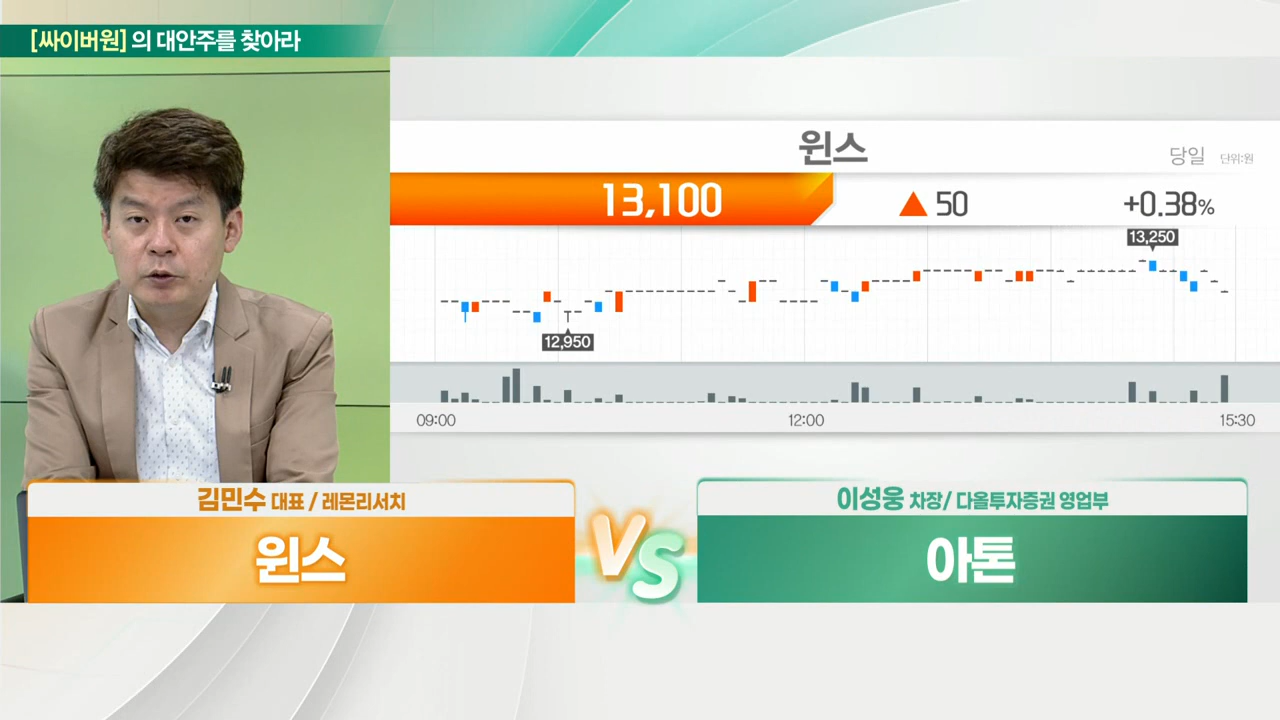 [싸이버원]의 대안주를 찾아라
윈스
당일 단위:원
13,100 ▲ 50 +0.38%
13,250
12,950
09:00 12:00 15:30
김민수 대표 / 레몬리서치
윈스
VS
이성웅 차장/ 다올투자증권 영업부
아톤